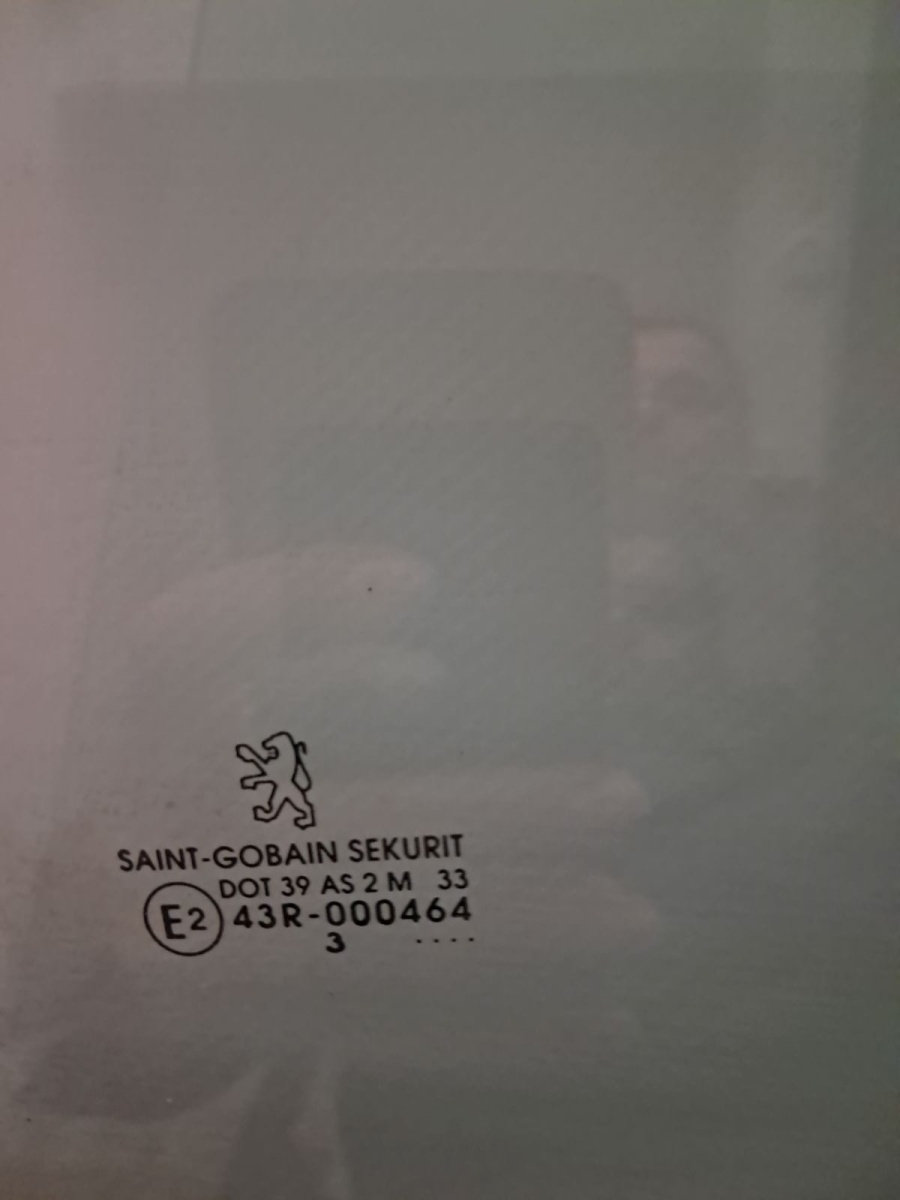 SAINT-GOBAIN SEKURIT
DOT 39 AS 2 M 33
E2 43R-000464
3 ....